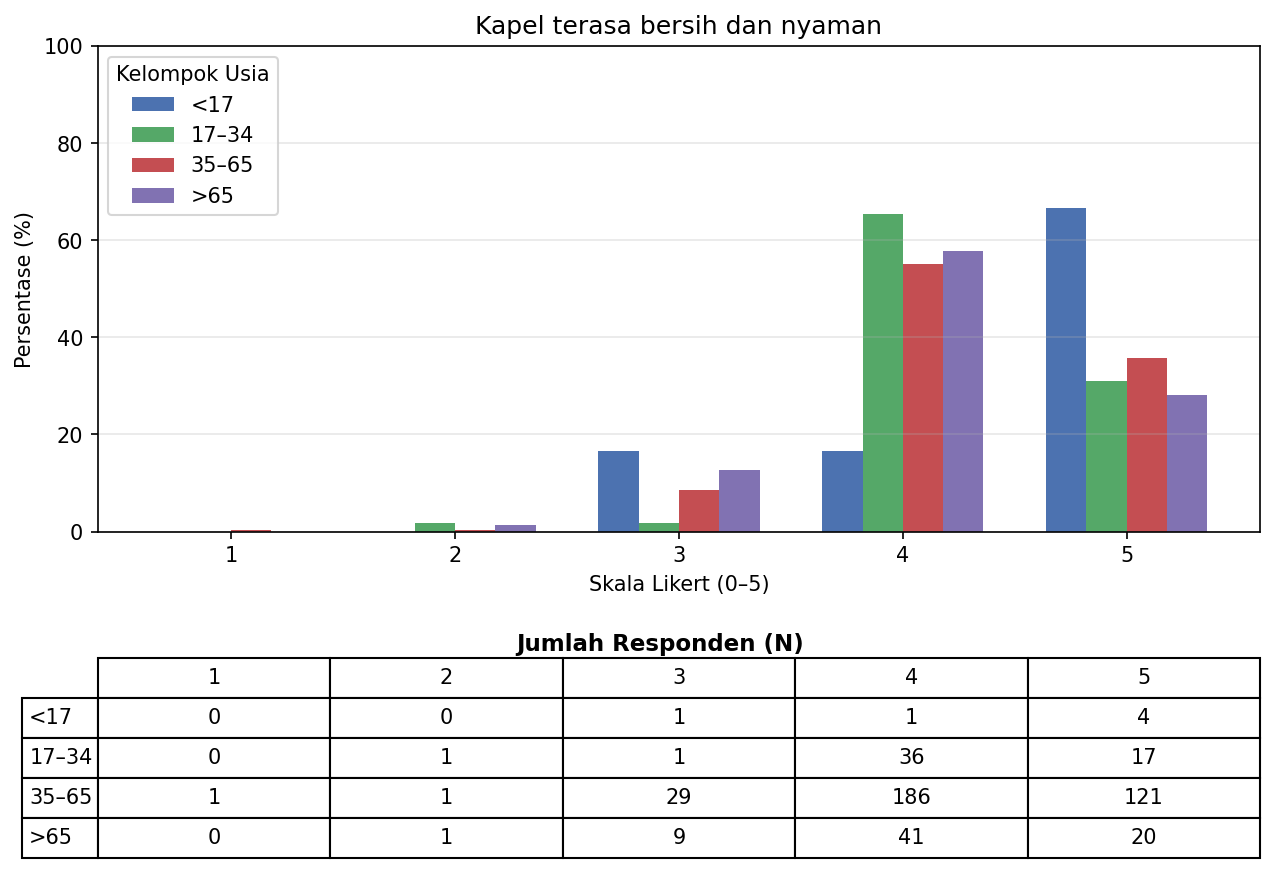 Kapel terasa bersih dan nyaman
Persentase (%)
100
80
60
40
20
0
Kelompok Usia
<17
17–34
35–65
>65
1 2 3 4 5
Skala Likert (0–5)
Jumlah Responden (N)
1 2 3 4 5
<17 0 0 1 1 4
17–34 0 1 1 36 17
35–65 1 1 29 186 121
>65 0 1 9 41 20